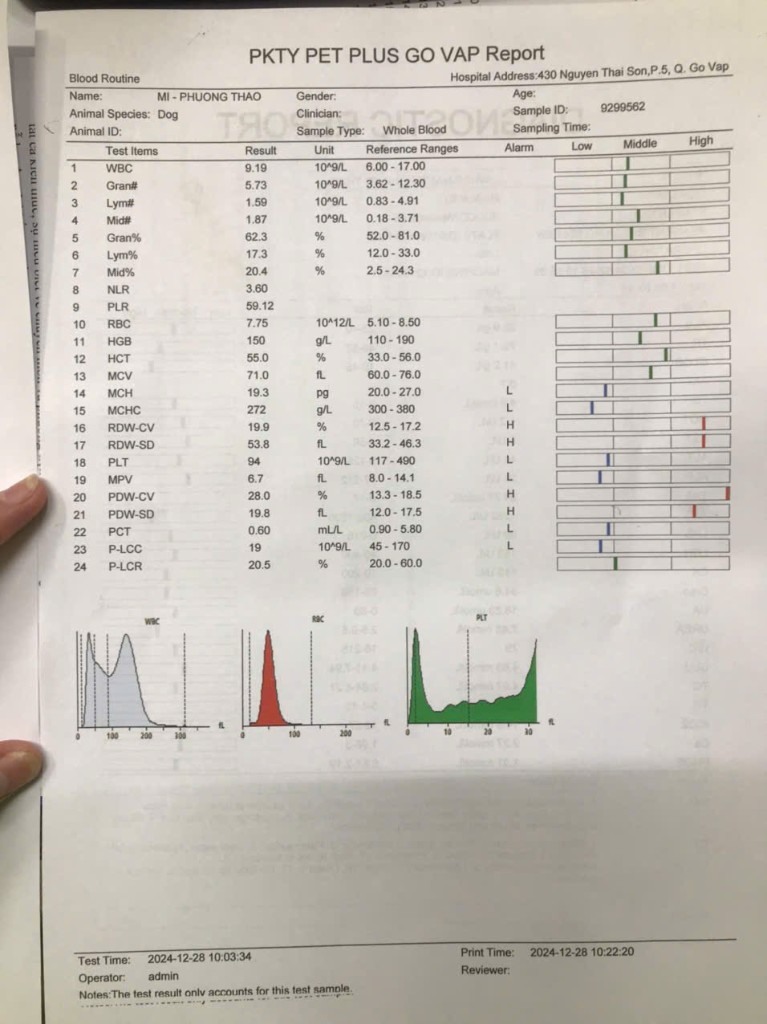 PKTY PET PLUS GO VAP Report
Blood Routine Hospital Address:430 Nguyen Thai Son,P.5, Q. Go Vap
Name: MI - PHUONG THAO Gender: Age:
Animal Species: Dog Clinician: Sample ID: 9299562
Animal ID: Sample Type: Whole Blood Sampling Time:
Test Items Result Unit Reference Ranges Alarm Low Middle High
1 WBC 9.19 10^9/L 6.00 - 17.00
2 Gran# 5.73 10^9/L 3.62 - 12.30
3 Lym# 1.59 10^9/L 0.83 - 4.91
4 Mid# 1.87 10^9/L 0.18 - 3.71
5 Gran% 62.3 % 52.0 - 81.0
6 Lym% 17.3 % 12.0 - 33.0
7 Mid% 20.4 % 2.5 - 24.3
8 NLR 3.60
9 PLR 59.12
10 RBC 7.75 10^12/L 5.10 - 8.50
11 HGB 150 g/L 110 - 190
12 HCT 55.0 % 33.0 - 56.0
13 MCV 71.0 fL 60.0 - 76.0
14 MCH 19.3 pg 20.0 - 27.0 L
15 MCHC 272 g/L 300 - 380 L
16 RDW-CV 19.9 % 12.5 - 17.2 H
17 RDW-SD 53.8 fL 33.2 - 46.3 H
18 PLT 94 10^9/L 117 - 490 L
19 MPV 6.7 fL 8.0 - 14.1 L
20 PDW-CV 28.0 % 13.3 - 18.5 H
21 PDW-SD 19.8 fL 12.0 - 17.5 H
22 PCT 0.60 mL/L 0.90 - 5.80 L
23 P-LCC 19 10^9/L 45 - 170 L
24 P-LCR 20.5 % 20.0 - 60.0
WBC RBC PLT
0 100 200 300 fL 0 100 200 fL 0 10 20 30 fL
Test Time: 2024-12-28 10:03:34 Print Time: 2024-12-28 10:22:20
Operator: admin Reviewer:
Notes:The test result only accounts for this test sample.